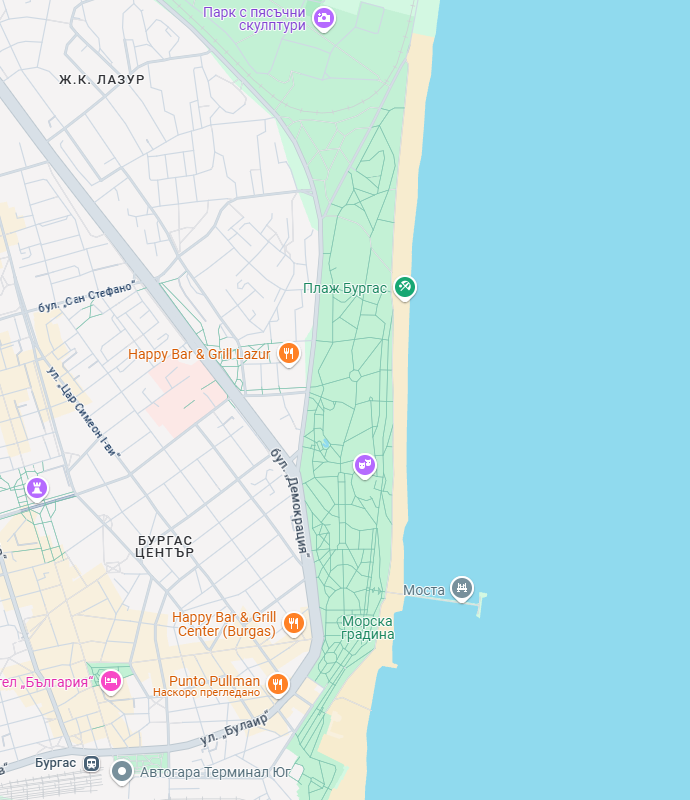 Парк с пясъчни
скулптури
Ж.К. ЛАЗУР
Плаж Бургас
бул. „Сан Стефано“
Happy Bar & Grill Lazur
ул. „Цар Симеон I-ви“
бул. „Демокрация“
БУРГАС
ЦЕНТЪР
Моста
Happy Bar & Grill
Center (Burgas)
Морска
градина
тел „България“
Punto Pullman
Наскоро прегледано
ул. „Булаир“
Бургас
Автогара Терминал Юг